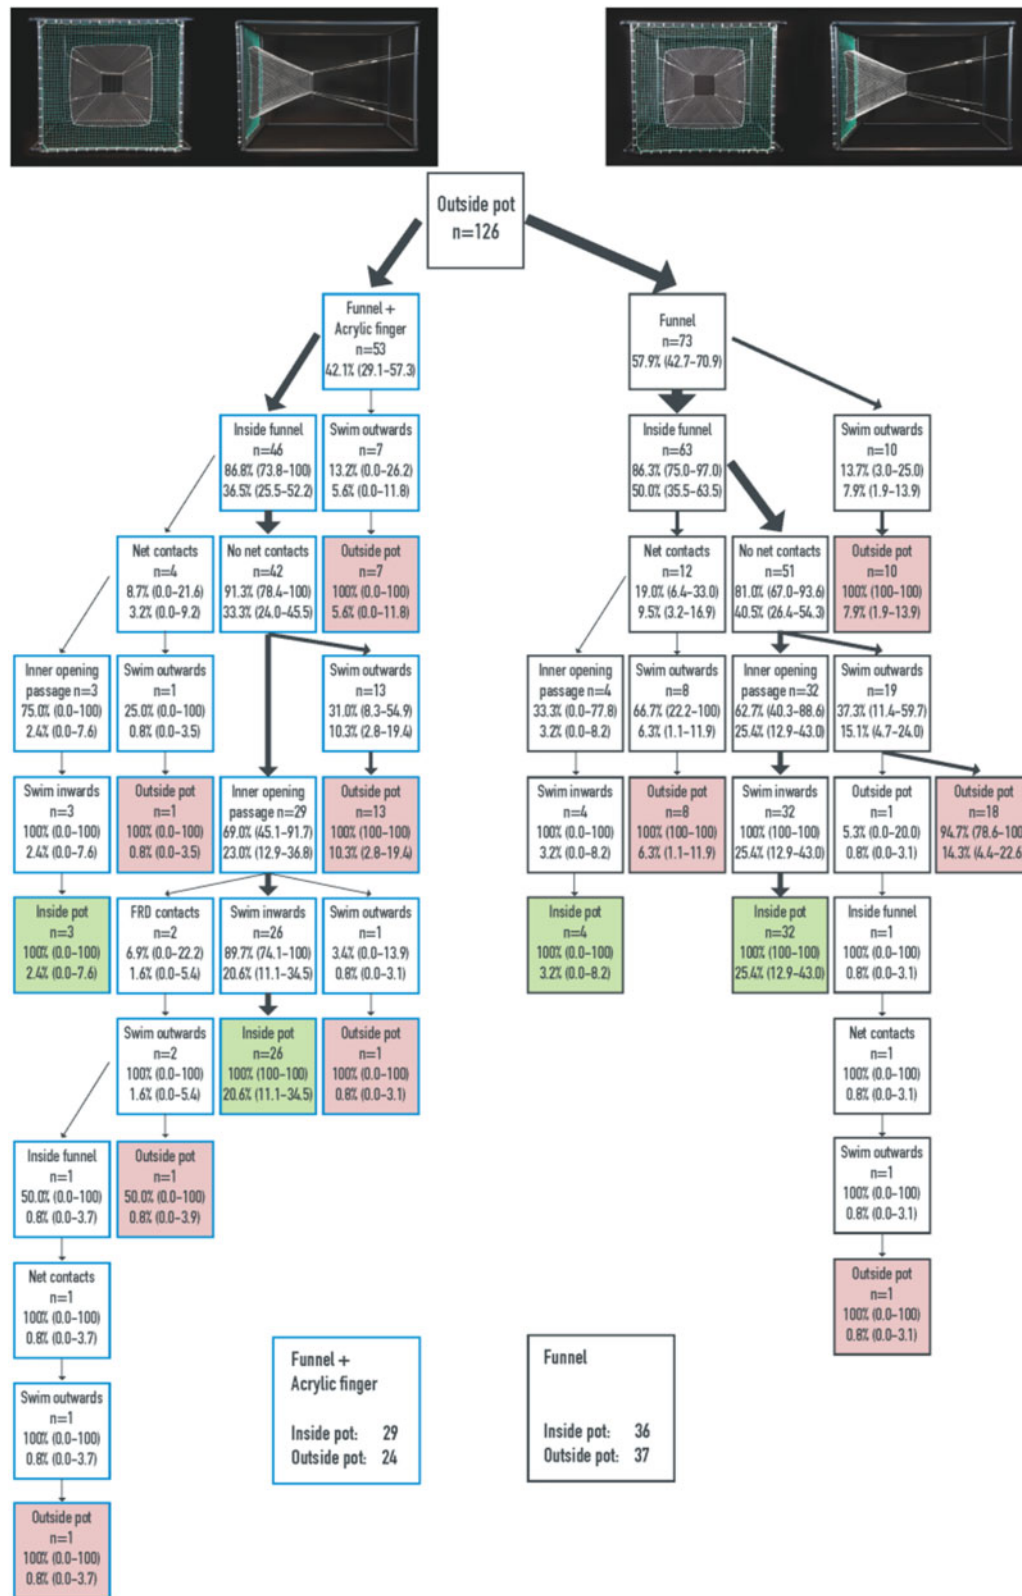 Outside pot
n=126
Funnel +
Acrylic finger
n=53
42.1% (29.1-57.3)
Funnel
n=73
57.9% (42.7-70.9)
Inside funnel
n=46
86.8% (73.8-100)
36.5% (25.5-52.2)
Swim outwards
n=7
13.2% (0.0-26.2)
5.6% (0.0-11.8)
Inside funnel
n=63
86.3% (75.0-97.0)
50.0% (35.5-63.5)
Swim outwards
n=10
13.7% (3.0-25.0)
7.9% (1.9-13.9)
Net contacts
n=4
8.7% (0.0-21.6)
3.2% (0.0-9.2)
No net contacts
n=42
91.3% (78.4-100)
33.3% (24.0-45.5)
Outside pot
n=7
100% (0.0-100)
5.6% (0.0-11.8)
Net contacts
n=12
19.0% (6.4-33.0)
9.5% (3.2-16.9)
No net contacts
n=51
81.0% (67.0-93.6)
40.5% (26.4-54.3)
Outside pot
n=10
100% (100-100)
7.9% (1.9-13.9)
Inner opening
passage n=3
75.0% (0.0-100)
2.4% (0.0-7.6)
Swim outwards
n=1
25.0% (0.0-100)
0.8% (0.0-3.5)
Swim outwards
n=13
31.0% (8.3-54.9)
10.3% (2.8-19.4)
Inner opening
passage n=4
33.3% (0.0-77.8)
3.2% (0.0-8.2)
Swim outwards
n=8
66.7% (22.2-100)
6.3% (1.1-11.9)
Inner opening
passage n=32
62.7% (40.3-88.6)
25.4% (12.9-43.0)
Swim outwards
n=19
37.3% (11.4-59.7)
15.1% (4.7-24.0)
Swim inwards
n=3
100% (0.0-100)
2.4% (0.0-7.6)
Outside pot
n=1
100% (0.0-100)
0.8% (0.0-3.5)
Inner opening
passage n=29
69.0% (45.1-91.7)
23.0% (12.9-36.8)
Outside pot
n=13
100% (100-100)
10.3% (2.8-19.4)
Swim inwards
n=4
100% (0.0-100)
3.2% (0.0-8.2)
Outside pot
n=8
100% (100-100)
6.3% (1.1-11.9)
Swim inwards
n=32
100% (100-100)
25.4% (12.9-43.0)
Outside pot
n=1
5.3% (0.0-20.0)
0.8% (0.0-3.1)
Outside pot
n=18
94.7% (78.6-100
14.3% (4.4-22.6
Inside pot
n=3
100% (0.0-100)
2.4% (0.0-7.6)
FRD contacts
n=2
6.9% (0.0-22.2)
1.6% (0.0-5.4)
Swim inwards
n=26
89.7% (74.1-100)
20.6% (11.1-34.5)
Swim outwards
n=1
3.4% (0.0-13.9)
0.8% (0.0-3.1)
Inside pot
n=4
100% (0.0-100)
3.2% (0.0-8.2)
Inside pot
n=32
100% (100-100)
25.4% (12.9-43.0)
Inside funnel
n=1
100% (0.0-100)
0.8% (0.0-3.1)
Swim outwards
n=2
100% (0.0-100)
1.6% (0.0-5.4)
Inside pot
n=26
100% (100-100)
20.6% (11.1-34.5)
Outside pot
n=1
100% (0.0-100)
0.8% (0.0-3.1)
Net contacts
n=1
100% (0.0-100)
0.8% (0.0-3.1)
Inside funnel
n=1
50.0% (0.0-100)
0.8% (0.0-3.7)
Outside pot
n=1
50.0% (0.0-100)
0.8% (0.0-3.9)
Swim outwards
n=1
100% (0.0-100)
0.8% (0.0-3.1)
Net contacts
n=1
100% (0.0-100)
0.8% (0.0-3.7)
Outside pot
n=1
100% (0.0-100)
0.8% (0.0-3.1)
Swim outwards
n=1
100% (0.0-100)
0.8% (0.0-3.7)
Outside pot
n=1
100% (0.0-100)
0.8% (0.0-3.7)
Funnel +
Acrylic finger
Inside pot: 29
Outside pot: 24
Funnel
Inside pot: 36
Outside pot: 37